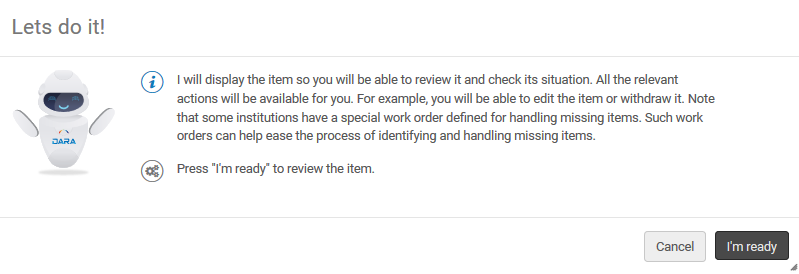 Lets do it!
I will display the item so you will be able to review it and check its situation. All the relevant
actions will be available for you. For example, you will be able to edit the item or withdraw it. Note
that some institutions have a special work order defined for handling missing items. Such work
orders can help ease the process of identifying and handling missing items.
DARA
Press "I'm ready" to review the item.
Cancel
I'm ready